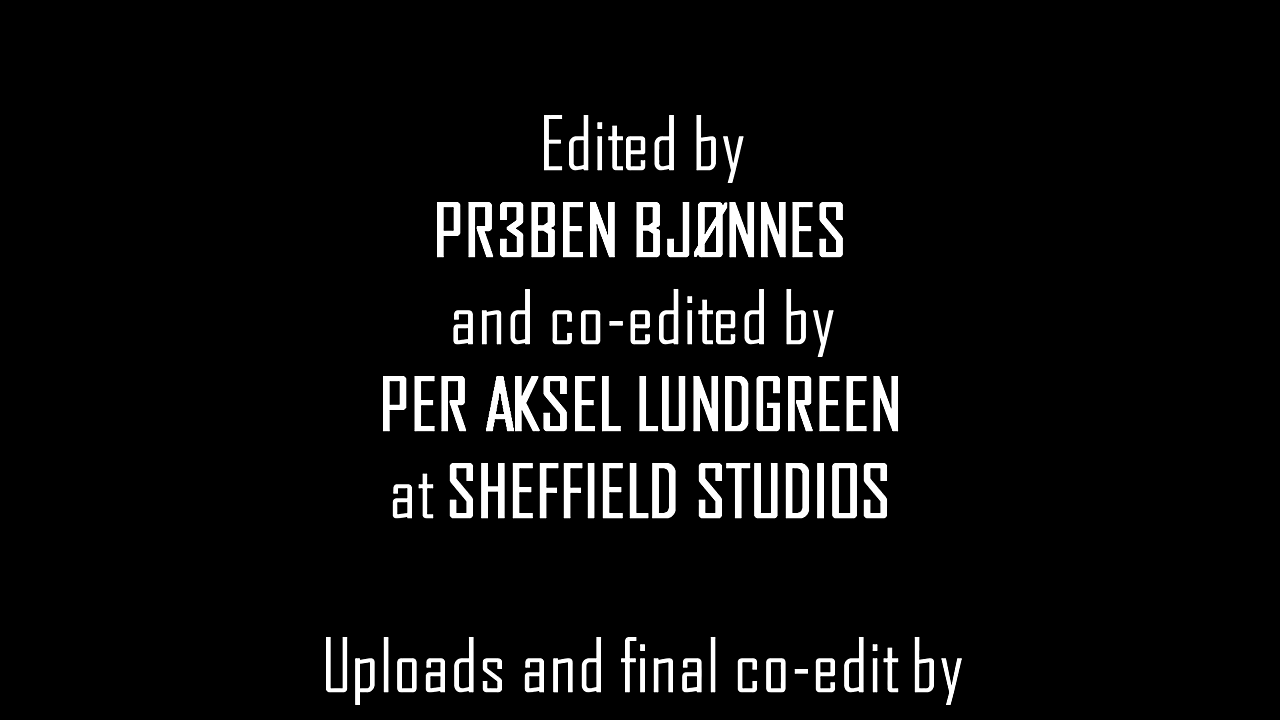 Edited by
PR3BEN BJØNNES
and co-edited by
PER AKSEL LUNDGREEN
at SHEFFIELD STUDIOS
Uploads and final co-edit by